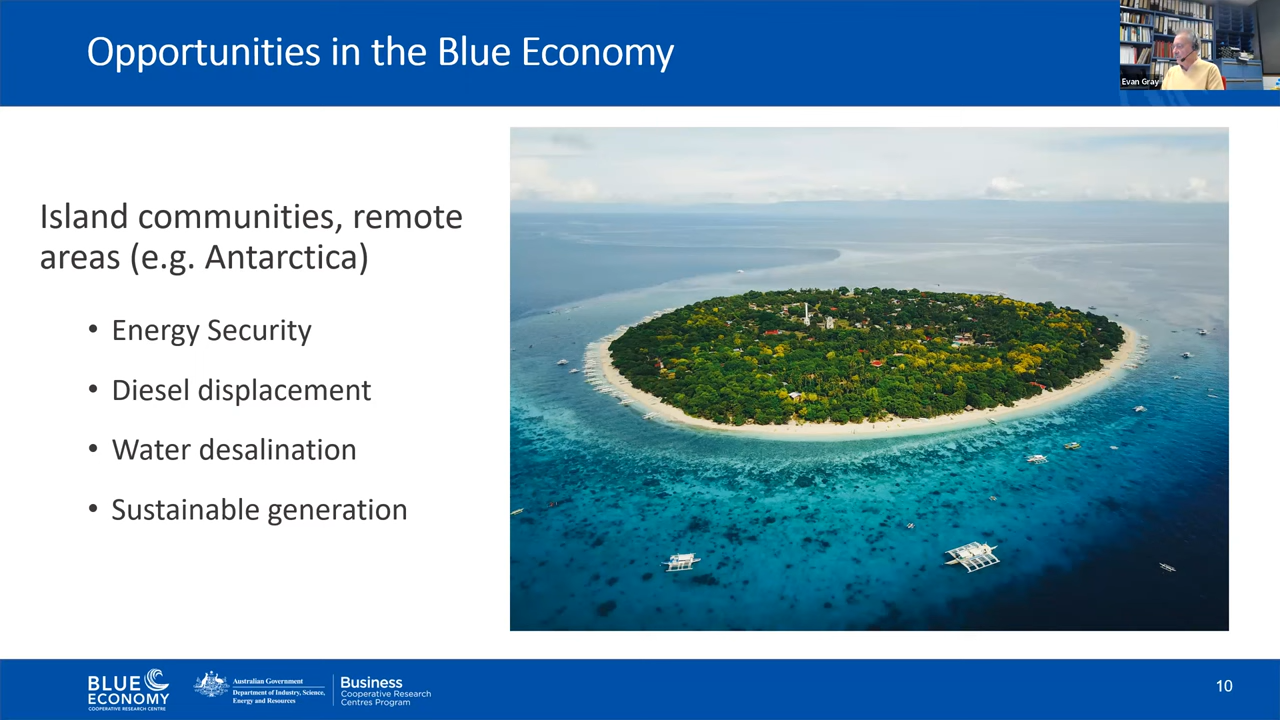 Opportunities in the Blue Economy
Evan Gray
Island communities, remote
areas (e.g. Antarctica)
• Energy Security
• Diesel displacement
• Water desalination
• Sustainable generation
BLUE
ECONOMY
COOPERATIVE RESEARCH CENTRE
Australian Government
Department of Industry, Science,
Energy and Resources
Business
Cooperative Research
Centres Program
10